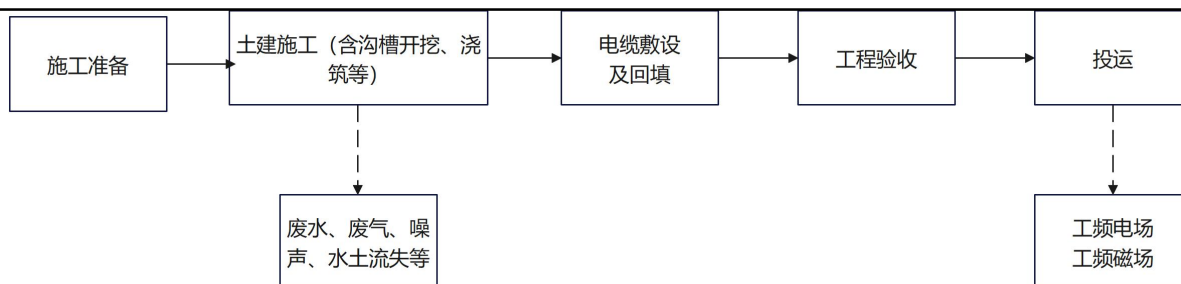 施工准备
土建施工（含沟槽开挖、浇
筑等）
电缆敷设
及回填
工程验收
投运
废水、废气、噪
声、水土流失等
工频电场
工频磁场